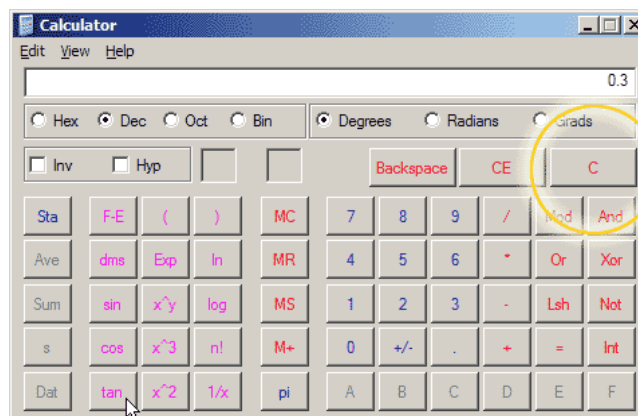 Calculator
Edit View Help
0.3
Hex Dec Oct Bin Degrees Radians Grads
Inv Hyp Backspace CE C
Sta F-E ( ) MC 7 8 9 / Mod And
Ave dms Exp ln MR 4 5 6 * Or Xor
Sum sin x^y log MS 1 2 3 - Lsh Not
s cos x^3 n! M+ 0 +/- . + = Int
Dat tan x^2 1/x pi A B C D E F